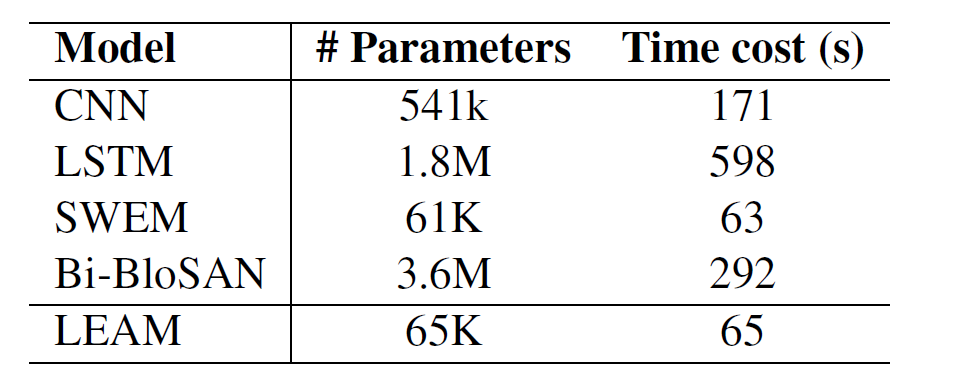 Model # Parameters Time cost (s)
CNN 541k 171
LSTM 1.8M 598
SWEM 61K 63
Bi-BloSAN 3.6M 292
LEAM 65K 65